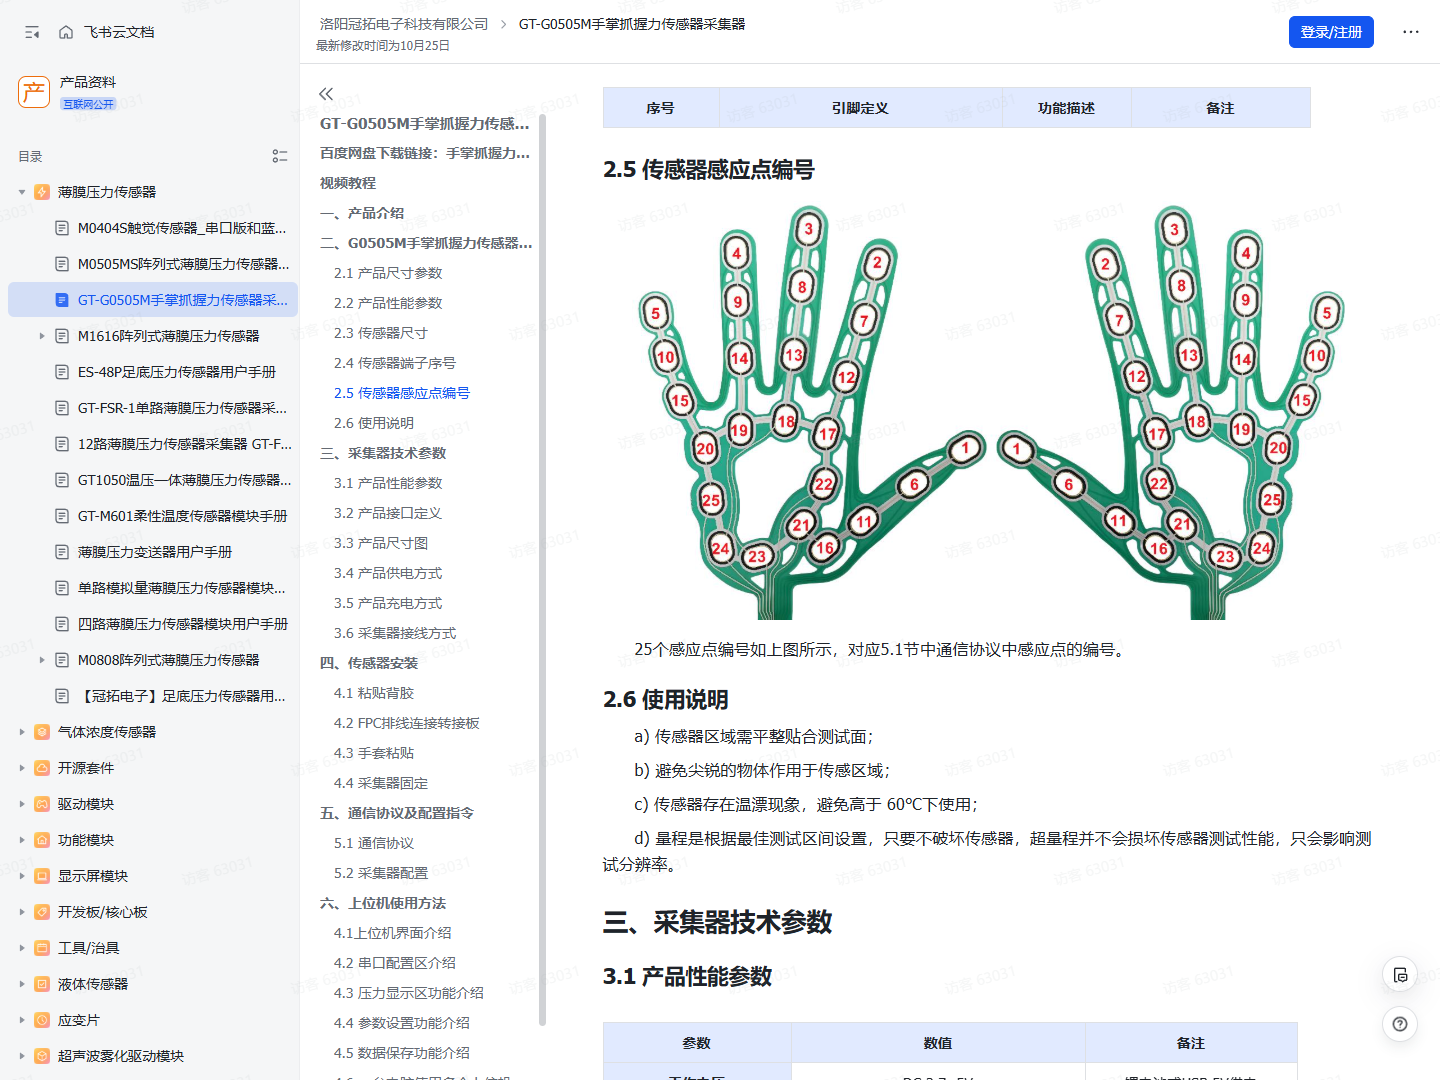 飞书云文档
产
产品资料
互联网公开
目录
薄膜压力传感器
M0404S触觉传感器_串口版和蓝...
M0505MS阵列式薄膜压力传感器...
GT-G0505M手掌抓握力传感器采...
M1616阵列式薄膜压力传感器
ES-48P足底压力传感器用户手册
GT-FSR-1单路薄膜压力传感器采...
12路薄膜压力传感器采集器 GT-F...
GT1050温压一体薄膜压力传感器...
GT-M601柔性温度传感器模块手册
薄膜压力变送器用户手册
单路模拟量薄膜压力传感器模块...
四路薄膜压力传感器模块用户手册
M0808阵列式薄膜压力传感器
【冠拓电子】足底压力传感器用...
气体浓度传感器
开源套件
驱动模块
功能模块
显示屏模块
开发板/核心板
工具/治具
液体传感器
应变片
超声波雾化驱动模块
洛阳冠拓电子科技有限公司
GT-G0505M手掌抓握力传感器采集器
最新修改时间为10月25日
登录/注册
GT-G0505M手掌抓握力传感...
百度网盘下载链接：手掌抓握力...
视频教程
一、产品介绍
二、G0505M手掌抓握力传感器...
2.1 产品尺寸参数
2.2 产品性能参数
2.3 传感器尺寸
2.4 传感器端子序号
2.5 传感器感应点编号
2.6 使用说明
三、采集器技术参数
3.1 产品性能参数
3.2 产品接口定义
3.3 产品尺寸图
3.4 产品供电方式
3.5 产品充电方式
3.6 采集器接线方式
四、传感器安装
4.1 粘贴背胶
4.2 FPC排线连接转接板
4.3 手套粘贴
4.4 采集器固定
五、通信协议及配置指令
5.1 通信协议
5.2 采集器配置
六、上位机使用方法
4.1上位机界面介绍
4.2 串口配置区介绍
4.3 压力显示区功能介绍
4.4 参数设置功能介绍
4.5 数据保存功能介绍
序号 引脚定义 功能描述 备注
2.5 传感器感应点编号
3 3
4 2 2 4
9 8 8 9
5 7 7 5
10 14 13 12 12 13 14 10
15 15
20 19 18 17 1 1 17 18 19 20
25 22 6 6 22 25
21 11 11 21
24 23 16 16 23 24
25个感应点编号如上图所示，对应5.1节中通信协议中感应点的编号。
2.6 使用说明
a) 传感器区域需平整贴合测试面；
b) 避免尖锐的物体作用于传感区域；
c) 传感器存在温漂现象，避免高于 60℃下使用；
d) 量程是根据最佳测试区间设置，只要不破坏传感器，超量程并不会损坏传感器测试性能，只会影响测
试分辨率。
三、采集器技术参数
3.1 产品性能参数
参数 数值 备注
访客 63031